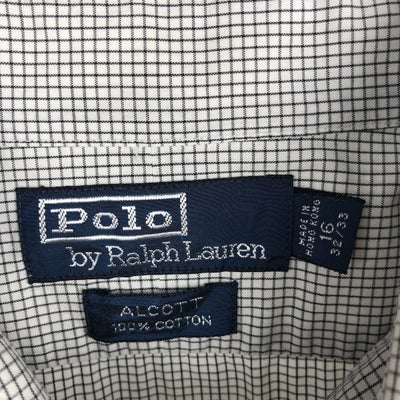 Polo
by Ralph Lauren
MADE IN
HONG KONG
16
32/33
ALCOTT
100% COTTON